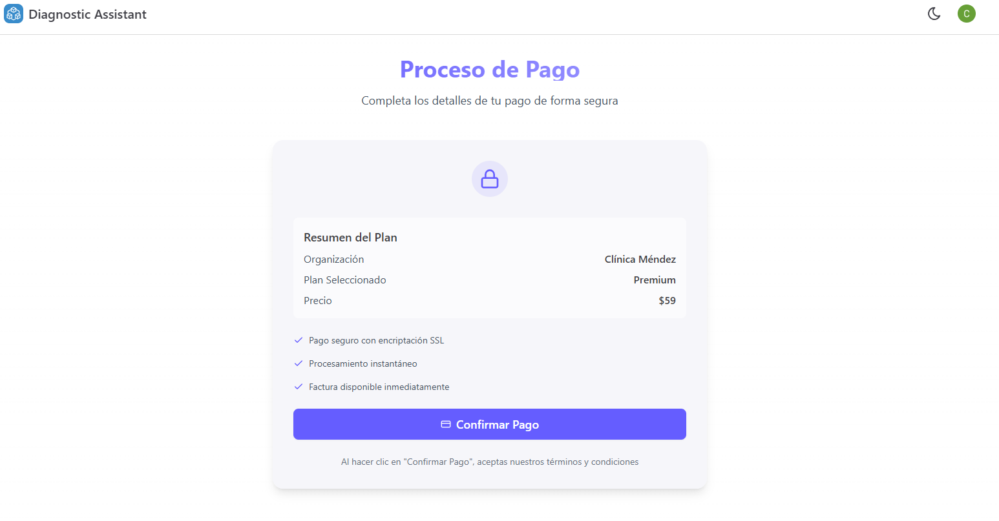 Diagnostic Assistant
C
Proceso de Pago
Completa los detalles de tu pago de forma segura
Resumen del Plan
Organización Clínica Méndez
Plan Seleccionado Premium
Precio $59
Pago seguro con encriptación SSL
Procesamiento instantáneo
Factura disponible inmediatamente
Confirmar Pago
Al hacer clic en "Confirmar Pago", aceptas nuestros términos y condiciones